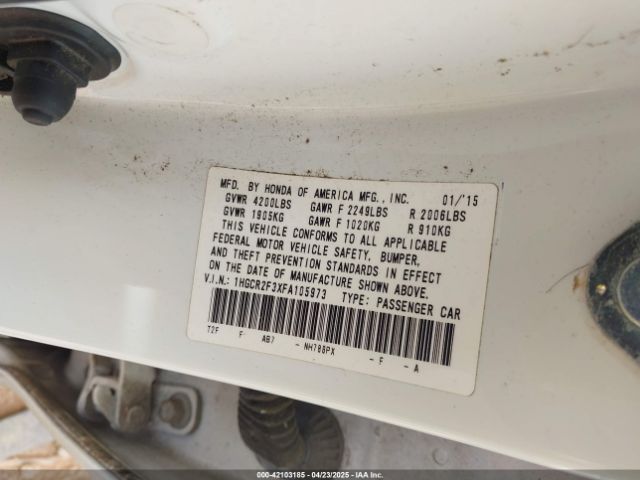 MFD. BY HONDA OF AMERICA MFG., INC. 01/'15
GVWR 4200LBS GAWR F 2249LBS R 2006LBS
GVWR 1905KG GAWR F 1020KG R 910KG
THIS VEHICLE CONFORMS TO ALL APPLICABLE
FEDERAL MOTOR VEHICLE SAFETY, BUMPER,
AND THEFT PREVENTION STANDARDS IN EFFECT
ON THE DATE OF MANUFACTURE SHOWN ABOVE.
V.I.N.: 1HGCR2F3XFA105973 TYPE: PASSENGER CAR
T2F F AB7 - NH788PX - F - A
000-42103185 - 04/23/2025 - IAA Inc.